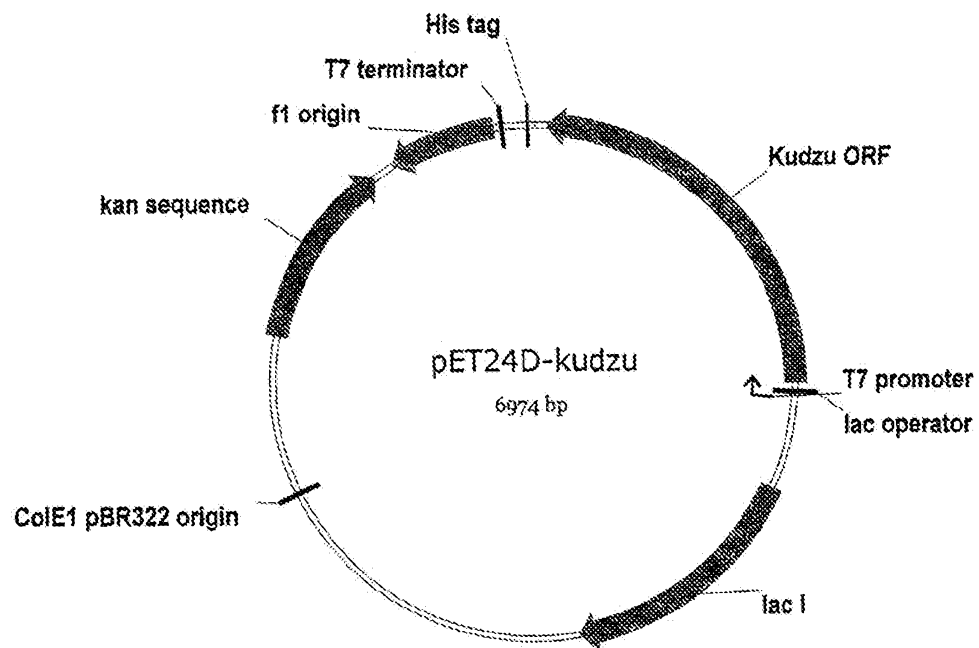 His tag
T7 terminator
f1 origin
Kudzu ORF
kan sequence
pET24D-kudzu
6974 bp
T7 promoter
lac operator
ColE1 pBR322 origin
lac I